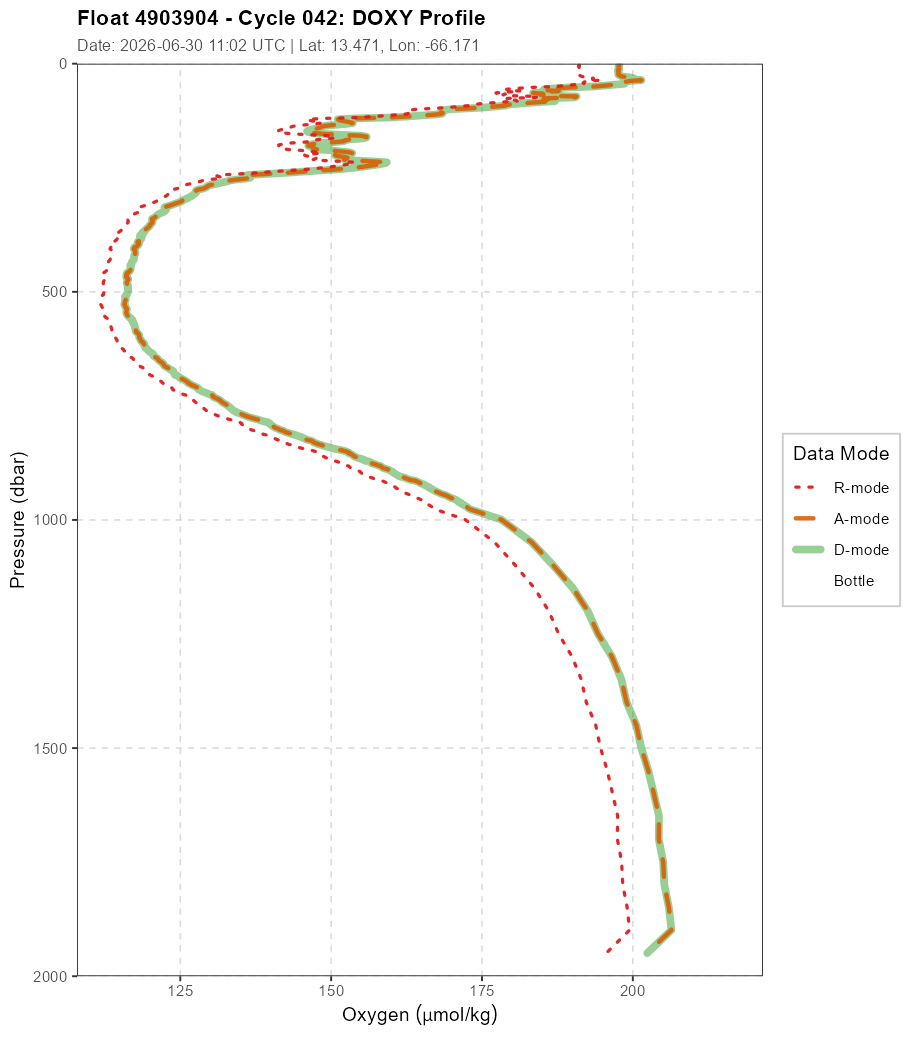 Float 4903904 - Cycle 042: DOXY Profile
Date: 2026-06-30 11:02 UTC | Lat: 13.471, Lon: -66.171
0
500
1000
1500
2000
Pressure (dbar)
125
150
175
200
Oxygen (µmol/kg)
Data Mode
R-mode
A-mode
D-mode
Bottle